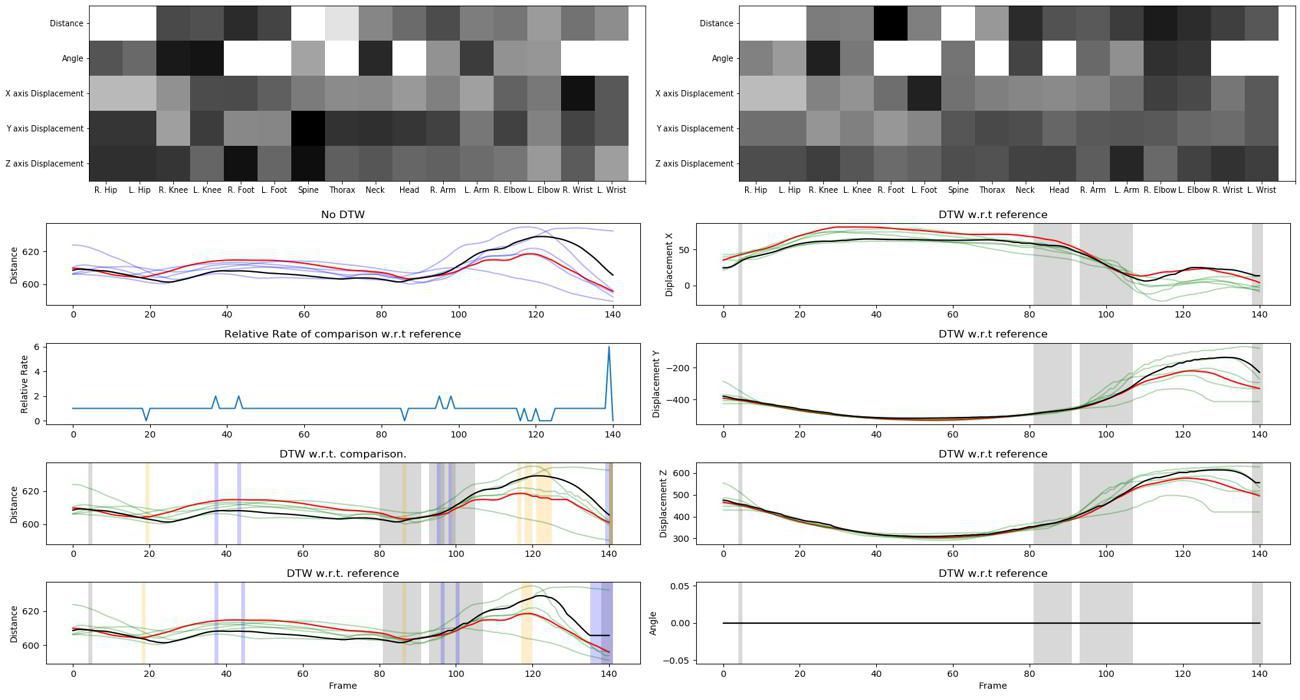 Distance
Angle
X axis Displacement
Y axis Displacement
Z axis Displacement
R. Hip L. Hip R. Knee L. Knee R. Foot L. Foot Spine Thorax Neck Head R. Arm L. Arm R. Elbow L. Elbow R. Wrist L. Wrist
Distance
Angle
X axis Displacement
Y axis Displacement
Z axis Displacement
R. Hip L. Hip R. Knee L. Knee R. Foot L. Foot Spine Thorax Neck Head R. Arm L. Arm R. Elbow L. Elbow R. Wrist L. Wrist
No DTW
Distance
620
600
0 20 40 60 80 100 120 140
DTW w.r.t reference
Diplacement X
50
0
0 20 40 60 80 100 120 140
Relative Rate of comparison w.r.t reference
Relative Rate
6
4
2
0
0 20 40 60 80 100 120 140
DTW w.r.t reference
Displacement Y
−200
−400
0 20 40 60 80 100 120 140
DTW w.r.t. comparison.
Distance
620
600
0 20 40 60 80 100 120 140
DTW w.r.t reference
Displacement Z
600
500
400
300
0 20 40 60 80 100 120 140
DTW w.r.t. reference
Distance
620
600
0 20 40 60 80 100 120 140
Frame
DTW w.r.t reference
Angle
0.05
0.00
−0.05
0 20 40 60 80 100 120 140
Frame